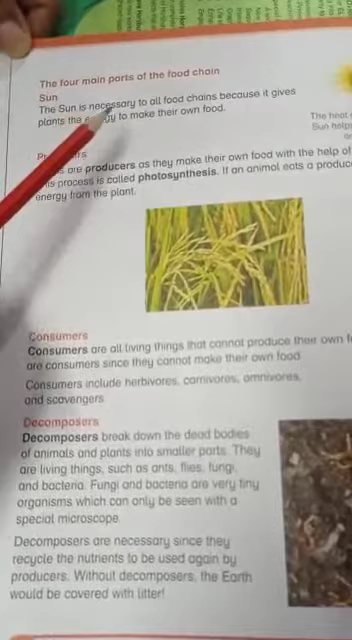 The four main parts of the food chain
Sun
The Sun is necessary to all food chains because it gives
plants the energy to make their own food.
The heat
Sun help
are producers as they make their own food with the help of
process is called photosynthesis. If an animal eats a
energy from the plant.
Consumers
Consumers are all living things that cannot produce their own
are consumers since they cannot make their own food
Consumers include herbivores, carnivores, omnivores,
and scavengers
Decomposers
Decomposers break down the dead bodies
of animals and plants into smaller parts. They
are living things, such as ants, flies, fungi,
and bacteria. Fungi and bacteria are very tiny
organisms which can only be seen with a
special microscope
Decomposers are necessary since they
recycle the nutrients to be used again by
producers. Without decomposers, the Earth
would be covered with litter!